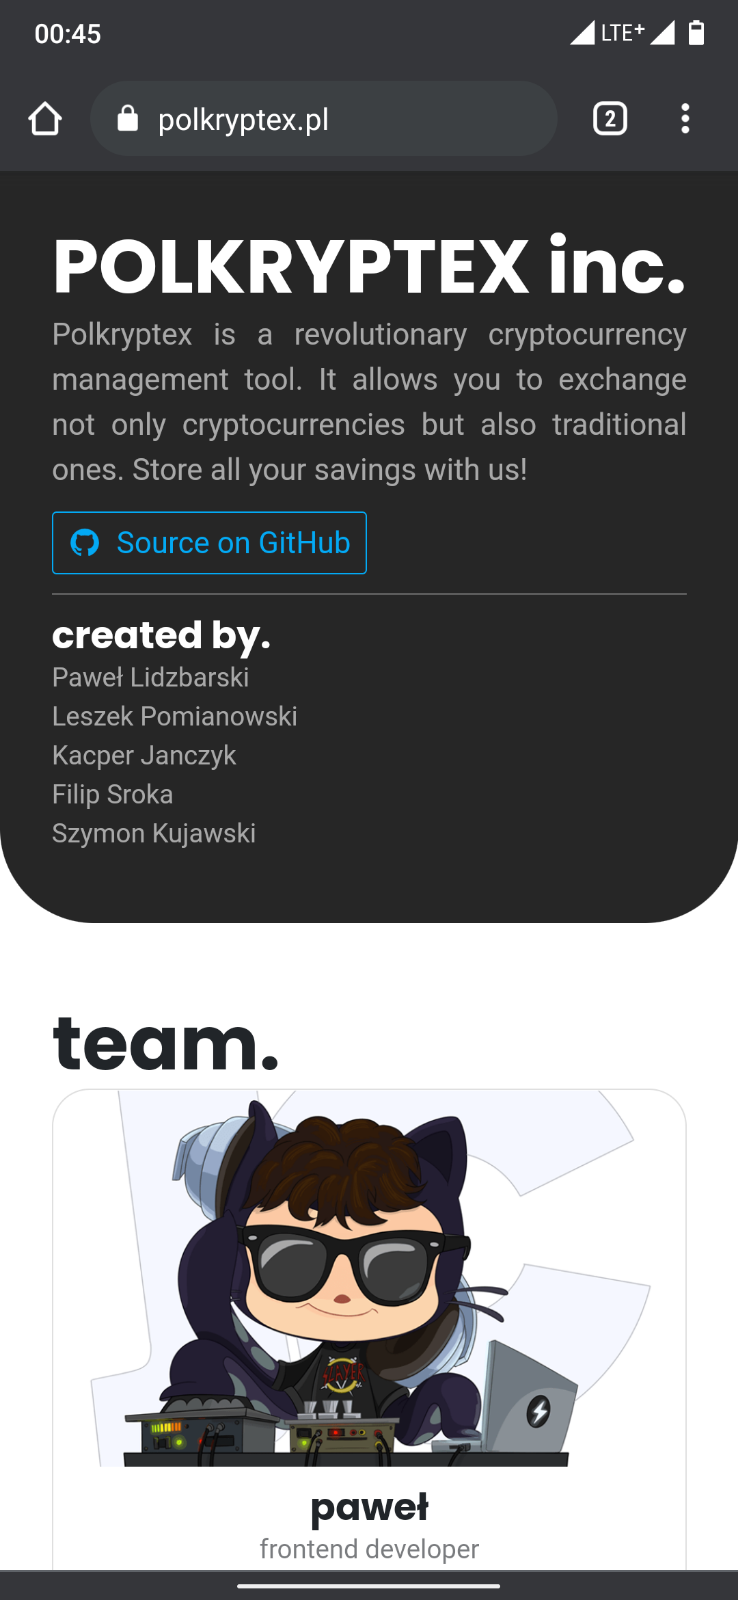 00:45
LTE+
polkryptex.pl
2
POLKRYPTEX inc.
Polkryptex is a revolutionary cryptocurrency
management tool. It allows you to exchange
not only cryptocurrencies but also traditional
ones. Store all your savings with us!
Source on GitHub
created by.
Paweł Lidzbarski
Leszek Pomianowski
Kacper Janczyk
Filip Sroka
Szymon Kujawski
team.
SLAYER
paweł
frontend developer